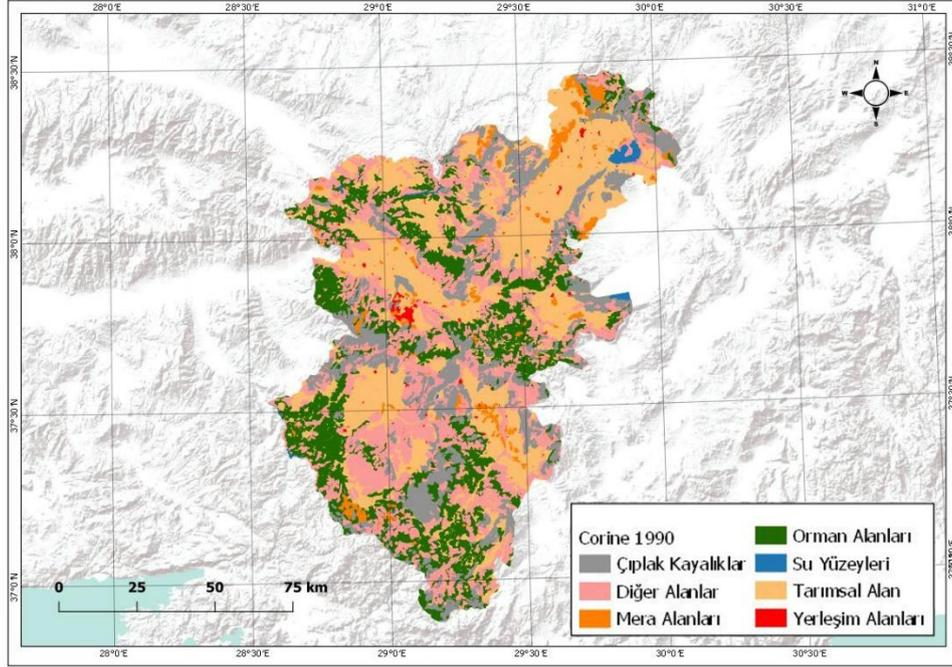 28°0'E 28°30'E 29°0'E 29°30'E 30°0'E 30°30'E 31°0'E
38°30'N
N
W E
S
38°0'N
37°30'N
37°0'N
Corine 1990
Çıplak Kayalıklar
Diğer Alanlar
Mera Alanları
Orman Alanları
Su Yüzeyleri
Tarımsal Alan
Yerleşim Alanları
0 25 50 75 km
28°0'E 28°30'E 29°0'E 29°30'E 30°0'E 30°30'E